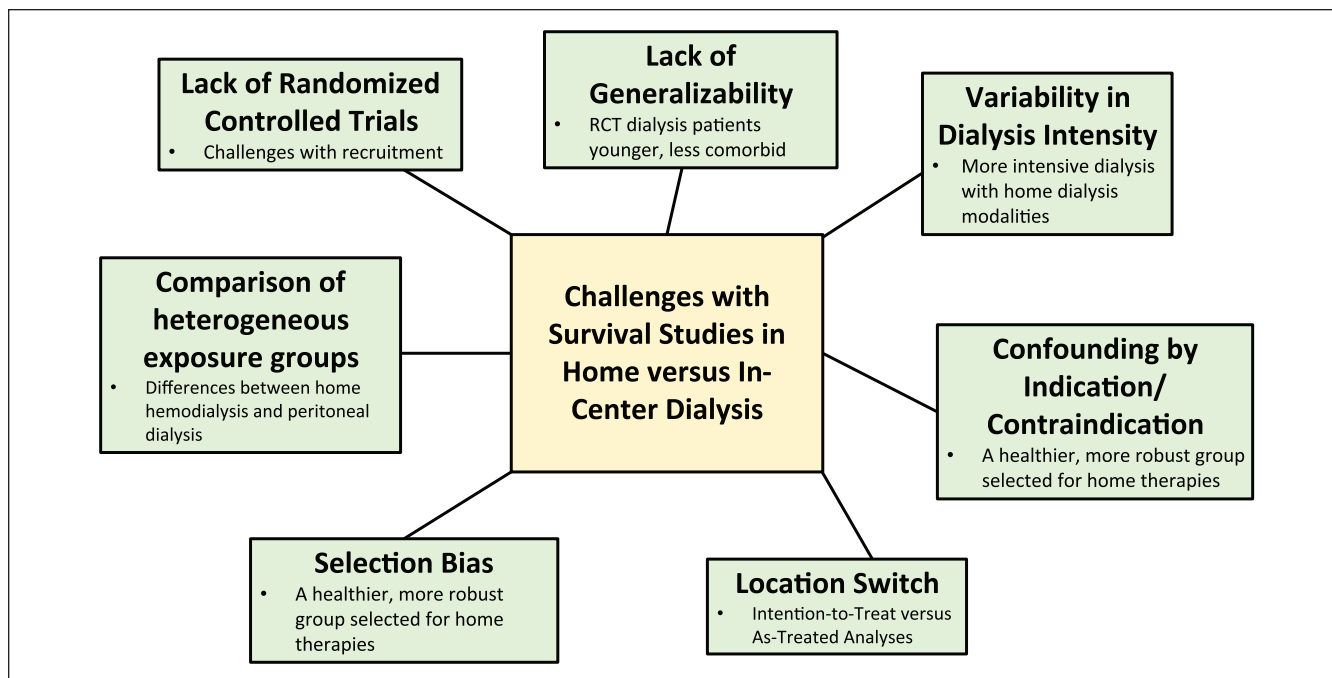 Lack of Randomized
Controlled Trials
• Challenges with recruitment
Lack of
Generalizability
• RCT dialysis patients
younger, less comorbid
Variability in
Dialysis Intensity
• More intensive dialysis
with home dialysis
modalities
Comparison of
heterogeneous
exposure groups
• Differences between home
hemodialysis and peritoneal
dialysis
Challenges with
Survival Studies in
Home versus In-
Center Dialysis
Confounding by
Indication/
Contraindication
• A healthier, more robust group
selected for home therapies
Selection Bias
• A healthier, more robust
group selected for home
therapies
Location Switch
• Intention-to-Treat versus
As-Treated Analyses